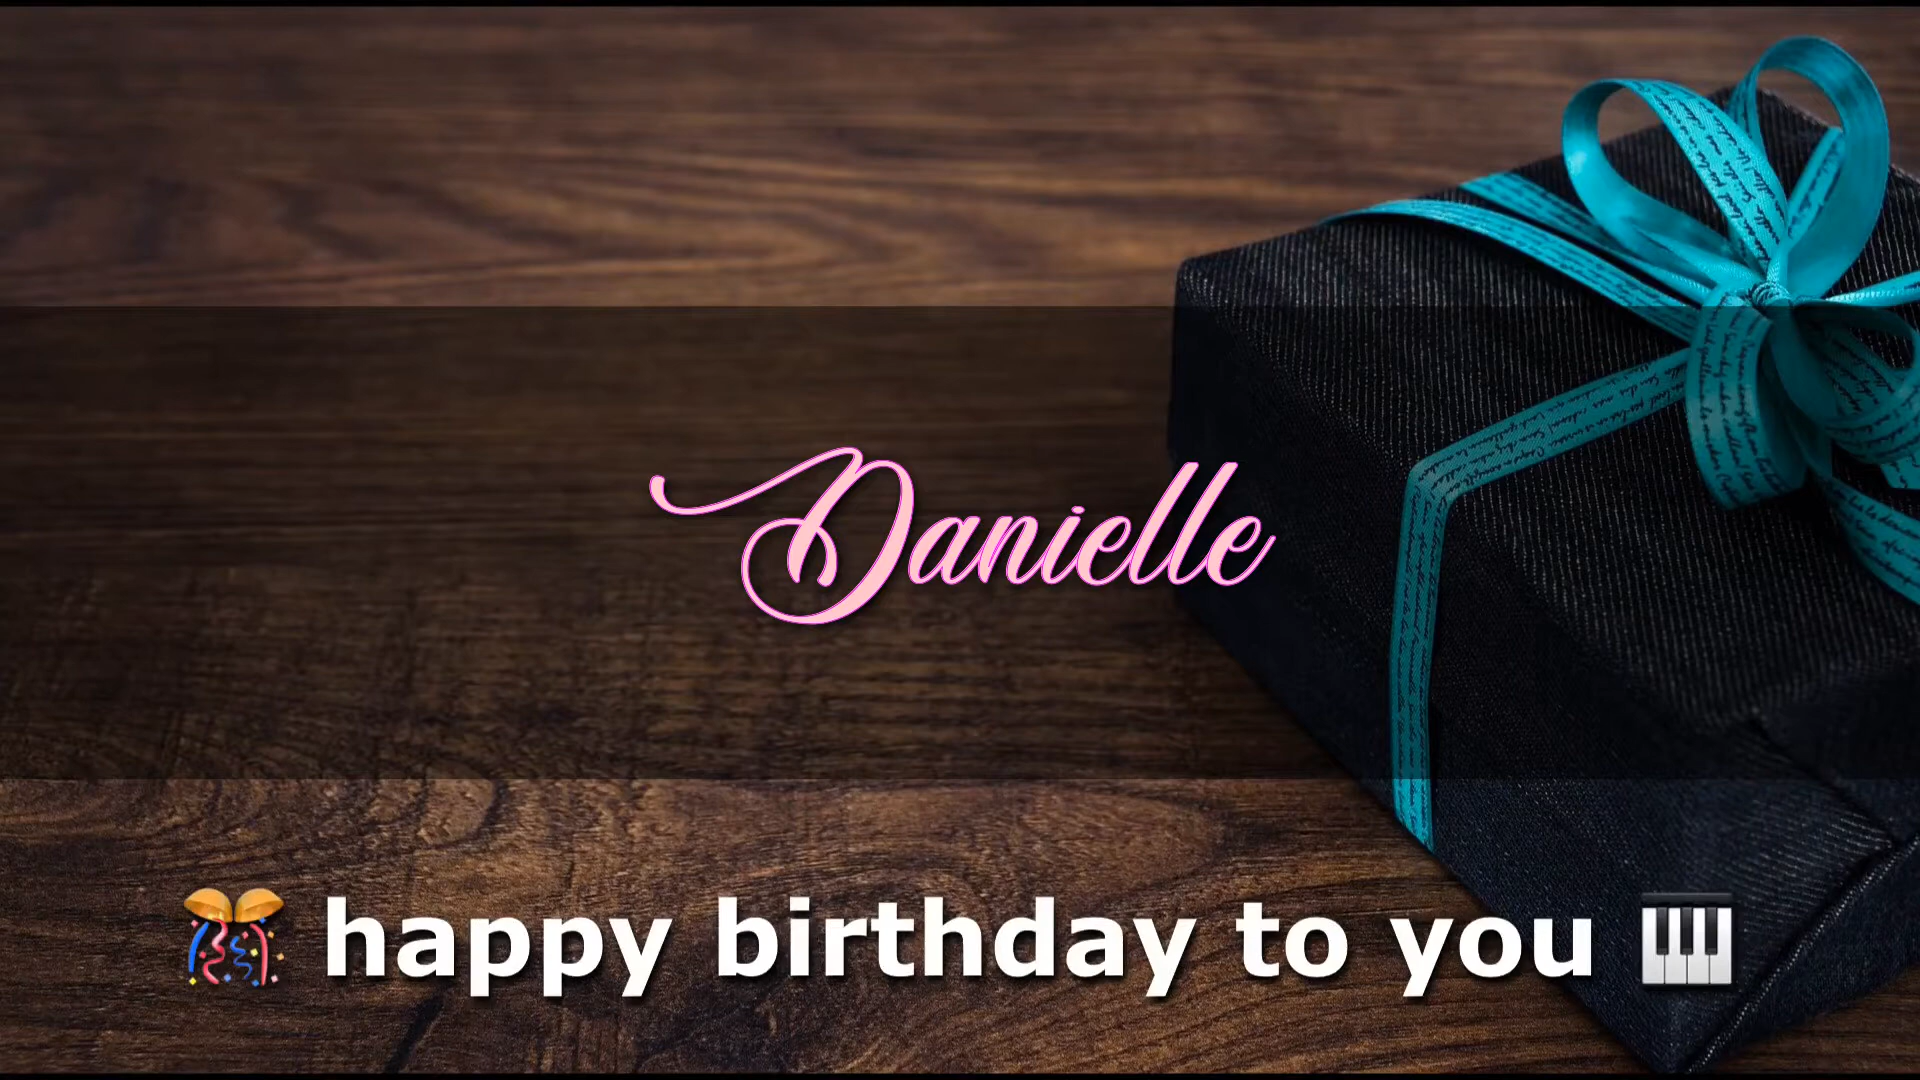 Danielle
🎊 happy birthday to you 🎹